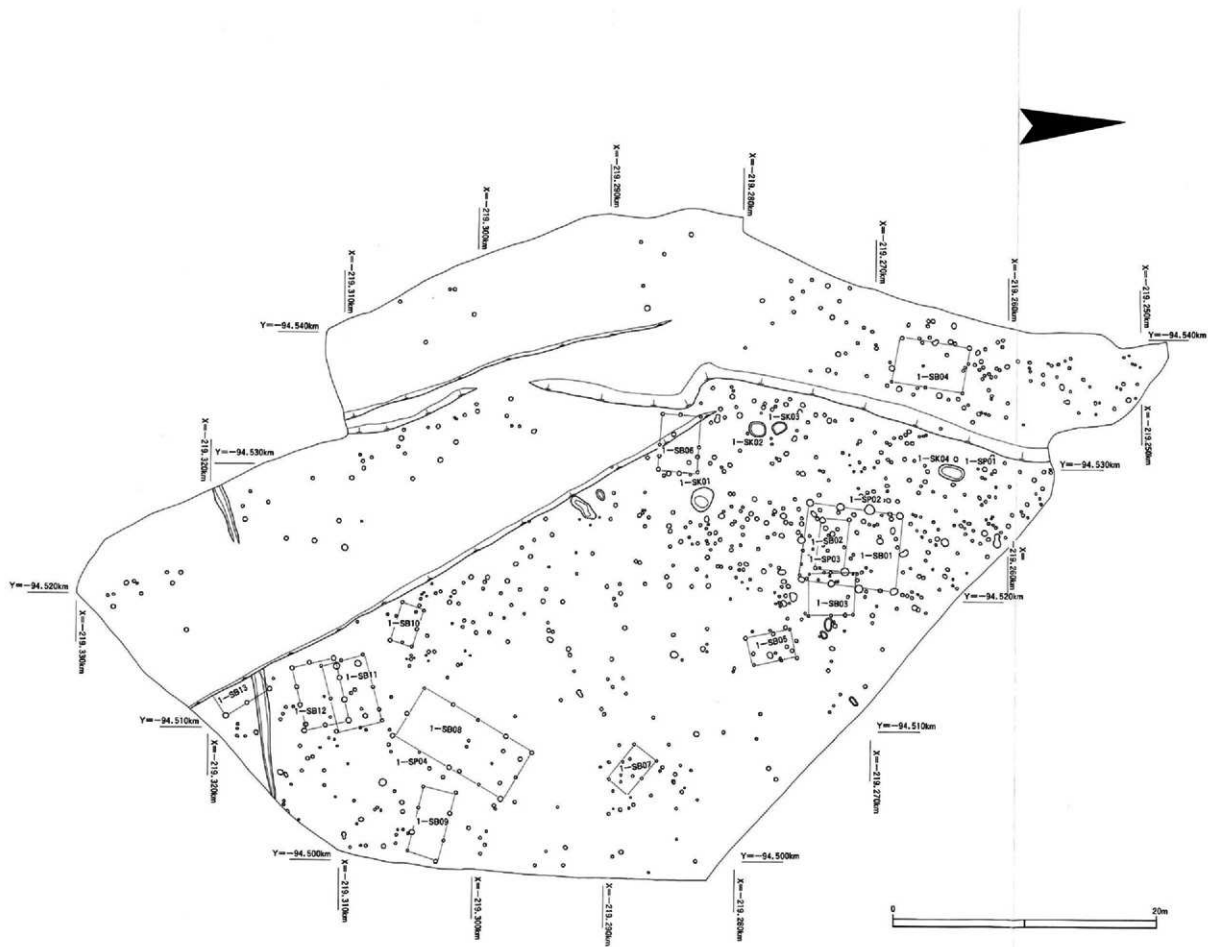 X=-219.290km
X=-219.280km
X=-219.300km
X=-219.270km
X=-219.310km
X=-219.260km
X=-219.250km
Y=-94.540km
Y=-94.540km
1-SB04
X=-219.250km
1-SK03
1-SK02
1-SB06
Y=-94.530km
X=-219.320km
1-SK04
1-SP01
Y=-94.530km
1-SK01
1-SP02
1-SB02
1-SB01
1-SP03
X=-219.260km
Y=-94.520km
Y=-94.520km
1-SB03
X=-219.330km
1-SB10
1-SB05
1-SB11
1-SB13
1-SB12
Y=-94.510km
Y=-94.510km
1-SB08
X=-219.320km
1-SP04
1-SB07
X=-219.270km
1-SB09
Y=-94.500km
Y=-94.500km
X=-219.310km
X=-219.300km
X=-219.290km
X=-219.280km
0
20m